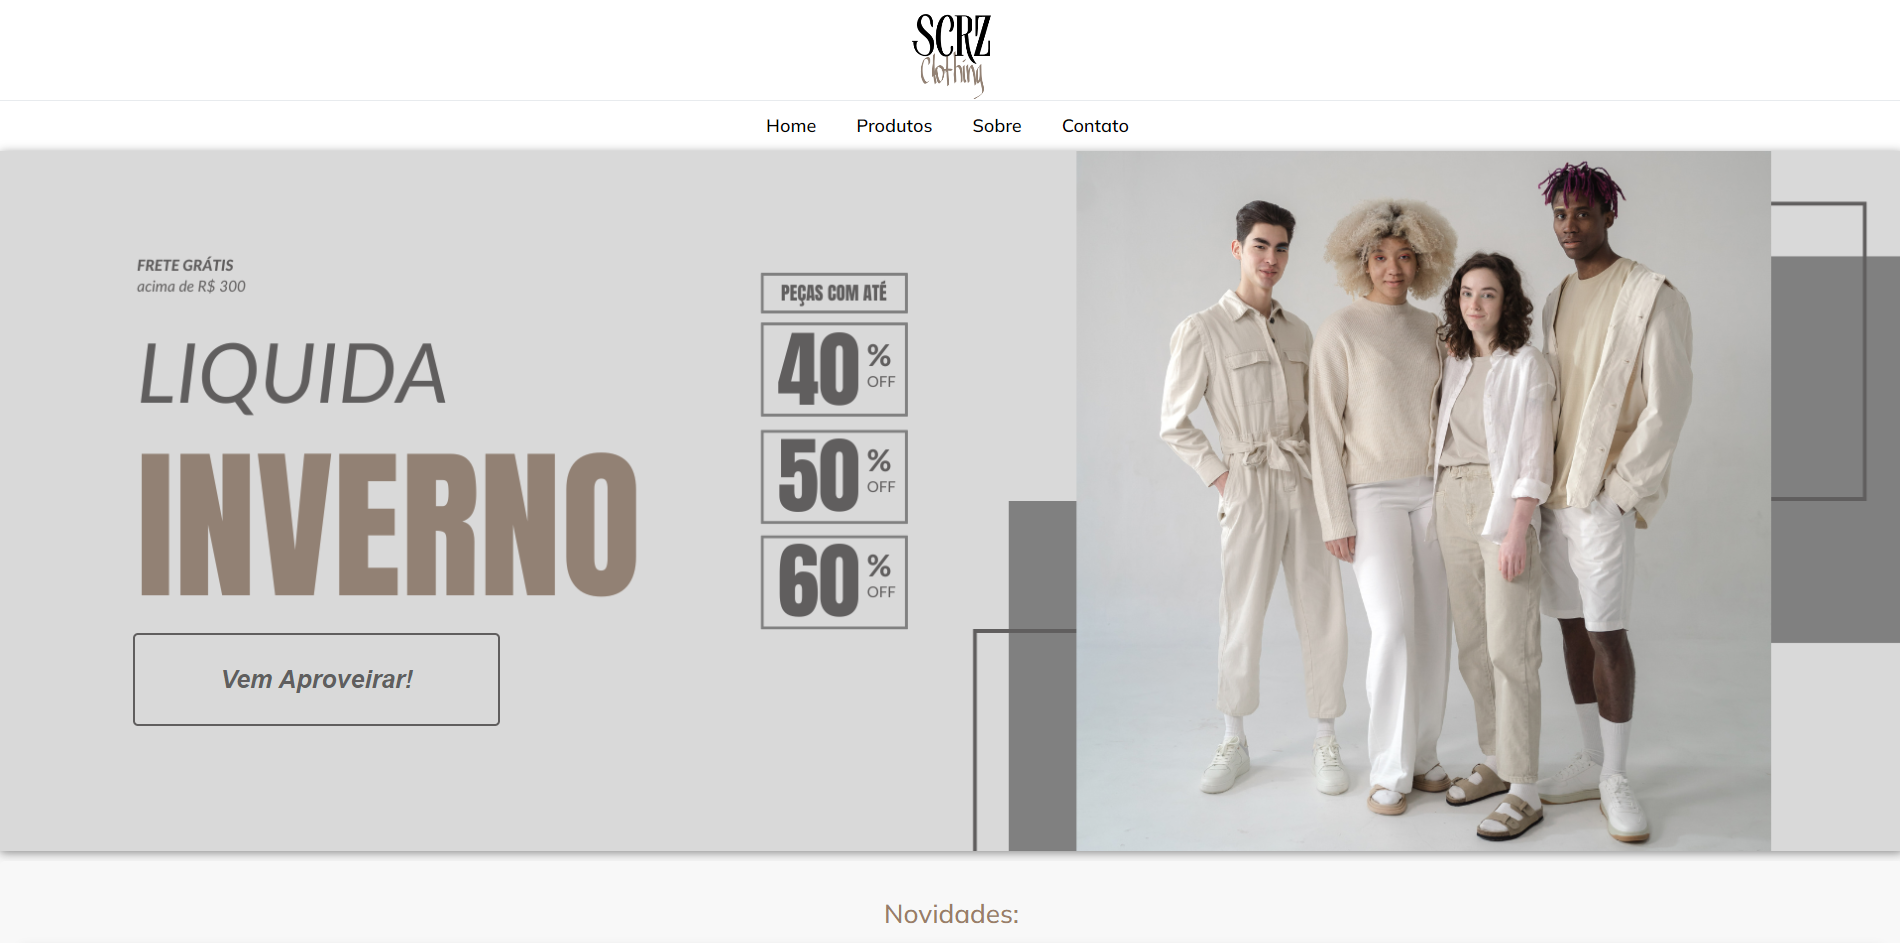 SCRZ
Clothing
Home Produtos Sobre Contato
FRETE GRÁTIS
acima de R$ 300
LIQUIDA
INVERNO
Vem Aproveirar!
PEÇAS COM ATÉ
40 % OFF
50 % OFF
60 % OFF
Novidades: